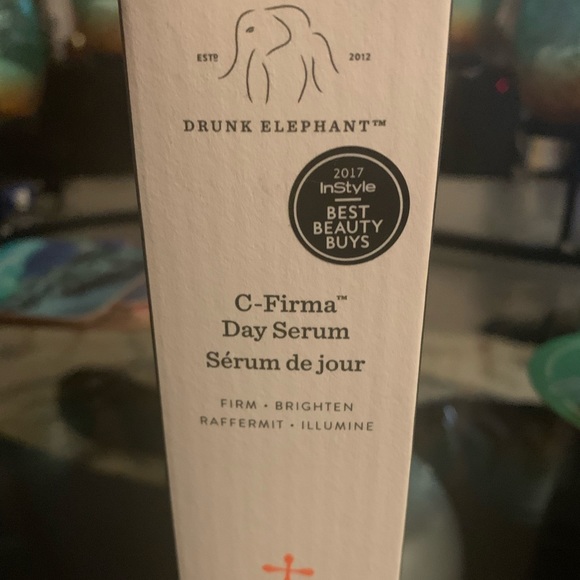 ESTD 2012
DRUNK ELEPHANT™
2017
InStyle
BEST
BEAUTY
BUYS
C-Firma™
Day Serum
Sérum de jour
FIRM • BRIGHTEN
RAFFERMIT • ILLUMINE